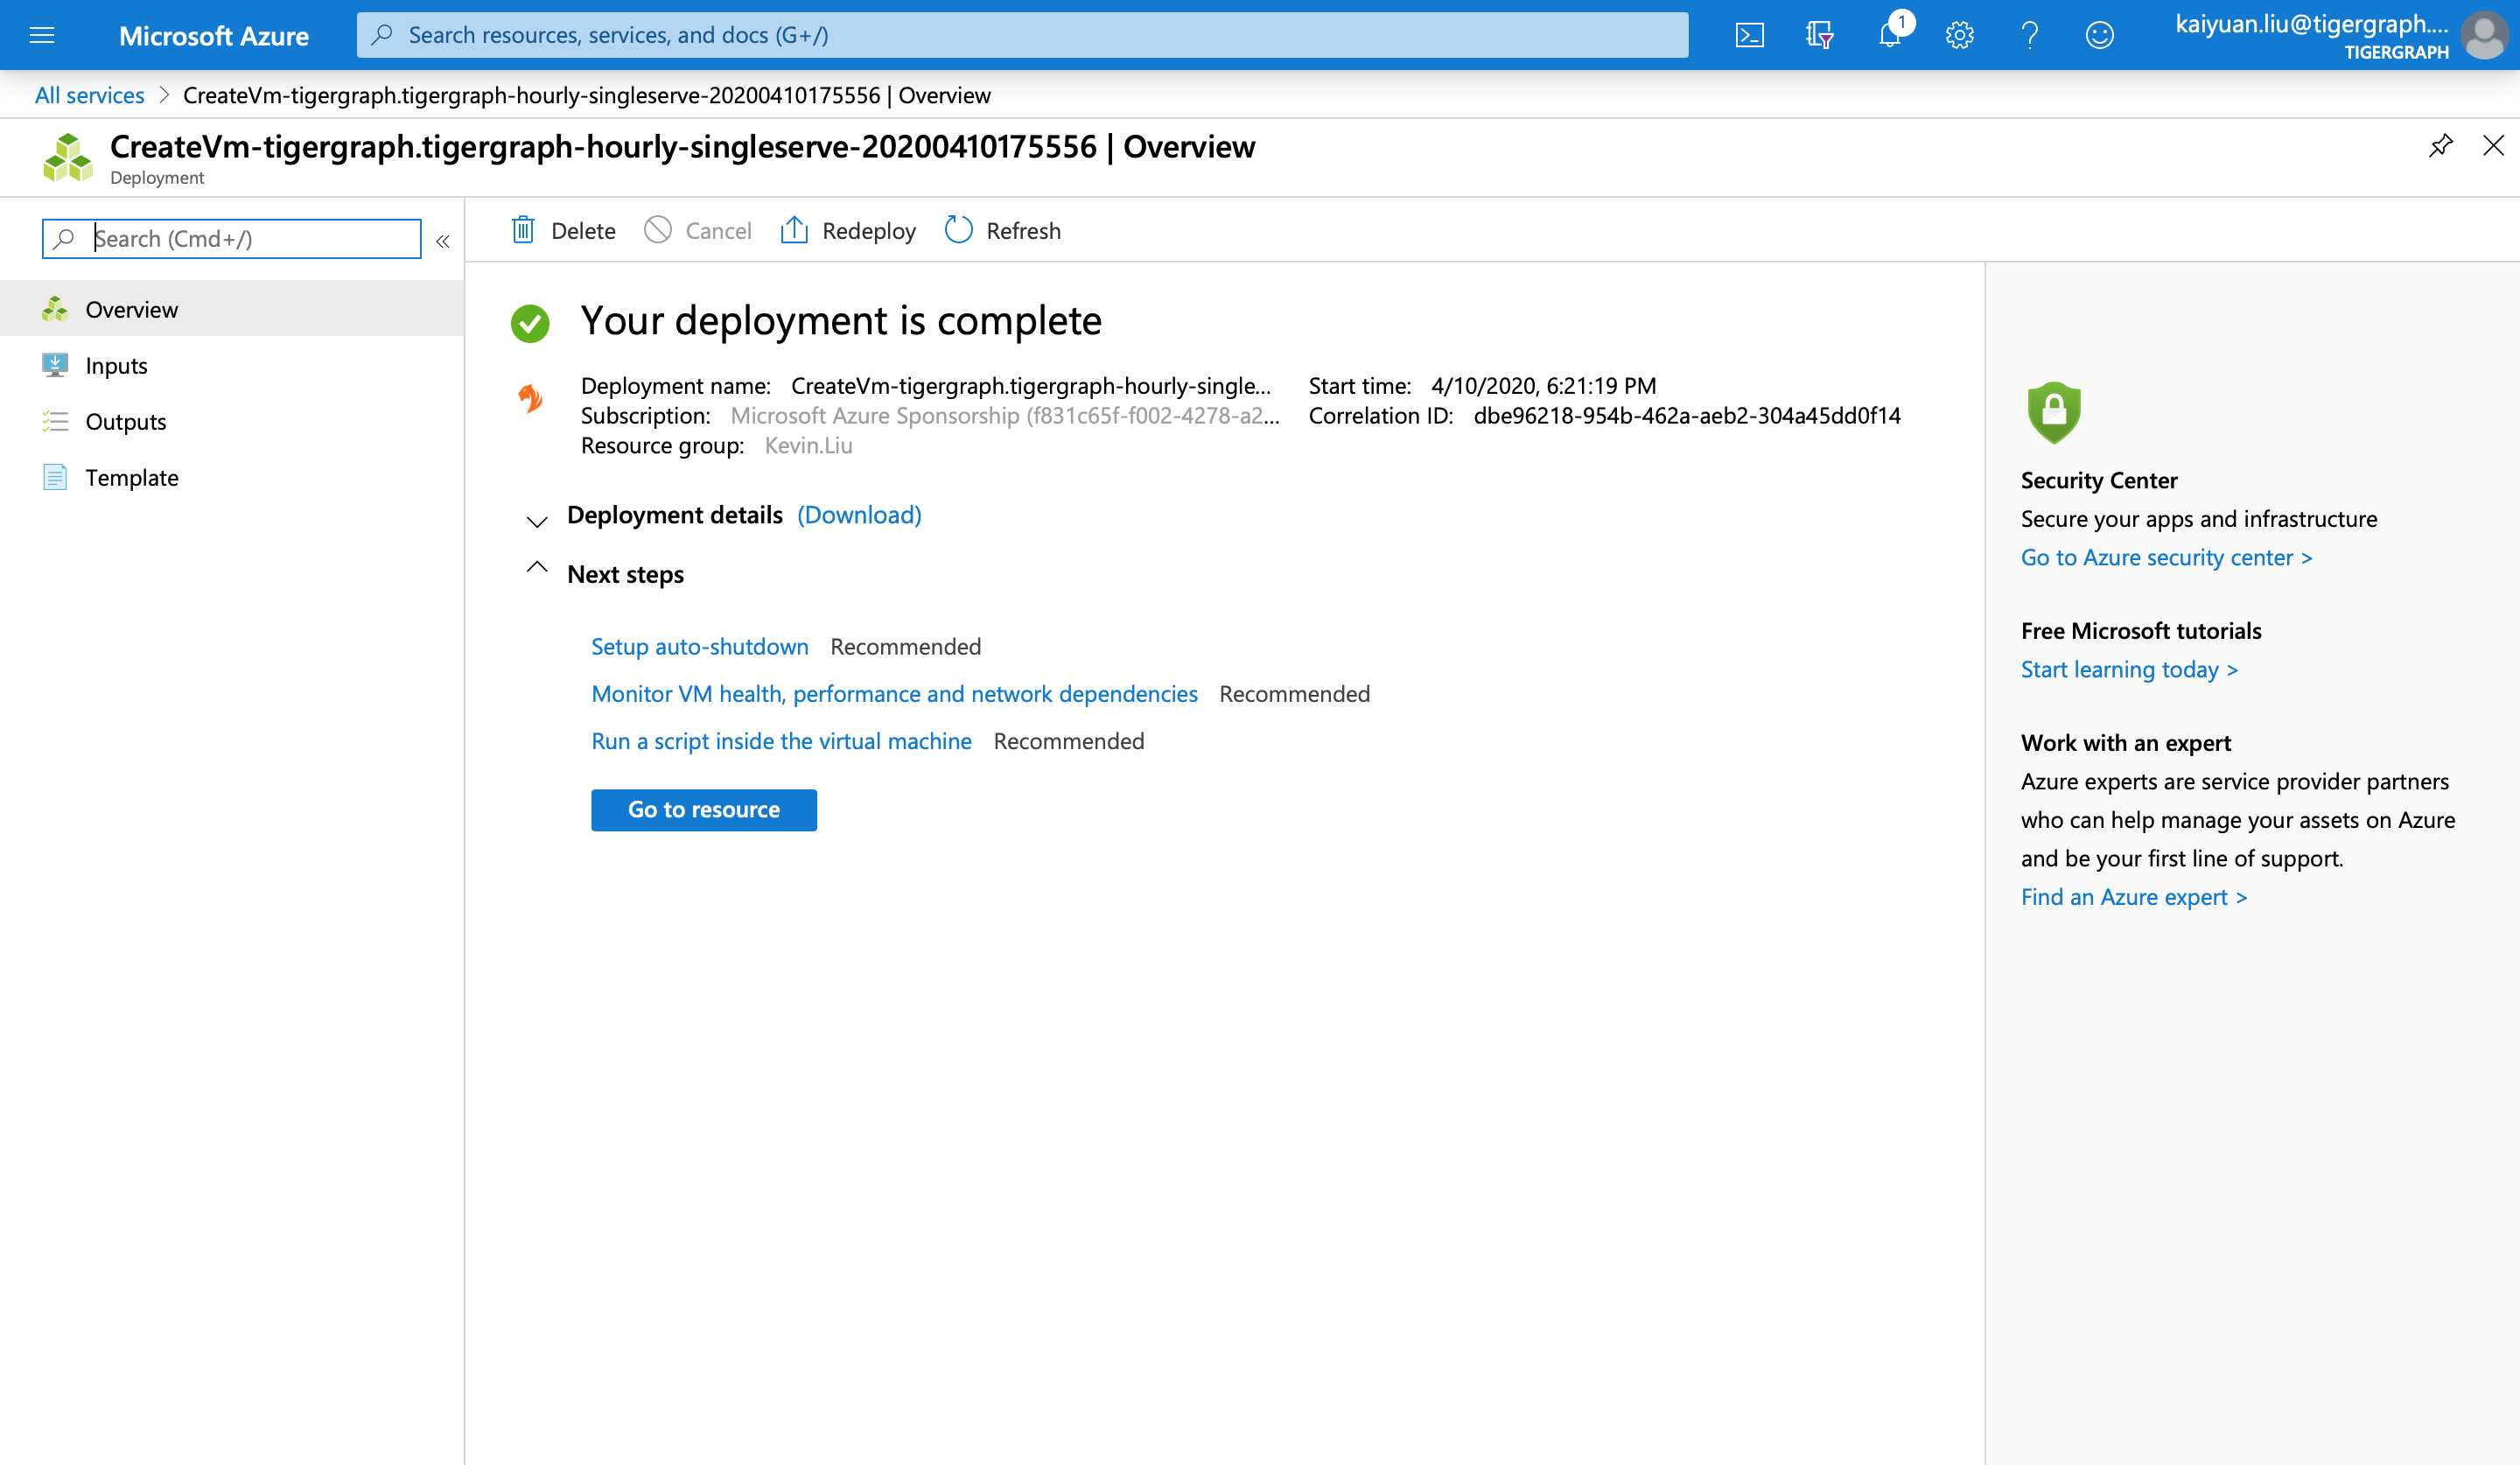 Microsoft Azure
Search resources, services, and docs (G+/)
1
kaiyuan.liu@tigergraph....
TIGERGRAPH
All services > CreateVm-tigergraph.tigergraph-hourly-singleserve-20200410175556 | Overview
CreateVm-tigergraph.tigergraph-hourly-singleserve-20200410175556 | Overview
Deployment
Search (Cmd+/)
Overview
Inputs
Outputs
Template
Delete
Cancel
Redeploy
Refresh
Your deployment is complete
Deployment name: CreateVm-tigergraph.tigergraph-hourly-single...
Subscription: Microsoft Azure Sponsorship (f831c65f-f002-4278-a2...
Resource group: Kevin.Liu
Start time: 4/10/2020, 6:21:19 PM
Correlation ID: dbe96218-954b-462a-aeb2-304a45dd0f14
Deployment details (Download)
Next steps
Setup auto-shutdown Recommended
Monitor VM health, performance and network dependencies Recommended
Run a script inside the virtual machine Recommended
Go to resource
Security Center
Secure your apps and infrastructure
Go to Azure security center >
Free Microsoft tutorials
Start learning today >
Work with an expert
Azure experts are service provider partners
who can help manage your assets on Azure
and be your first line of support.
Find an Azure expert >